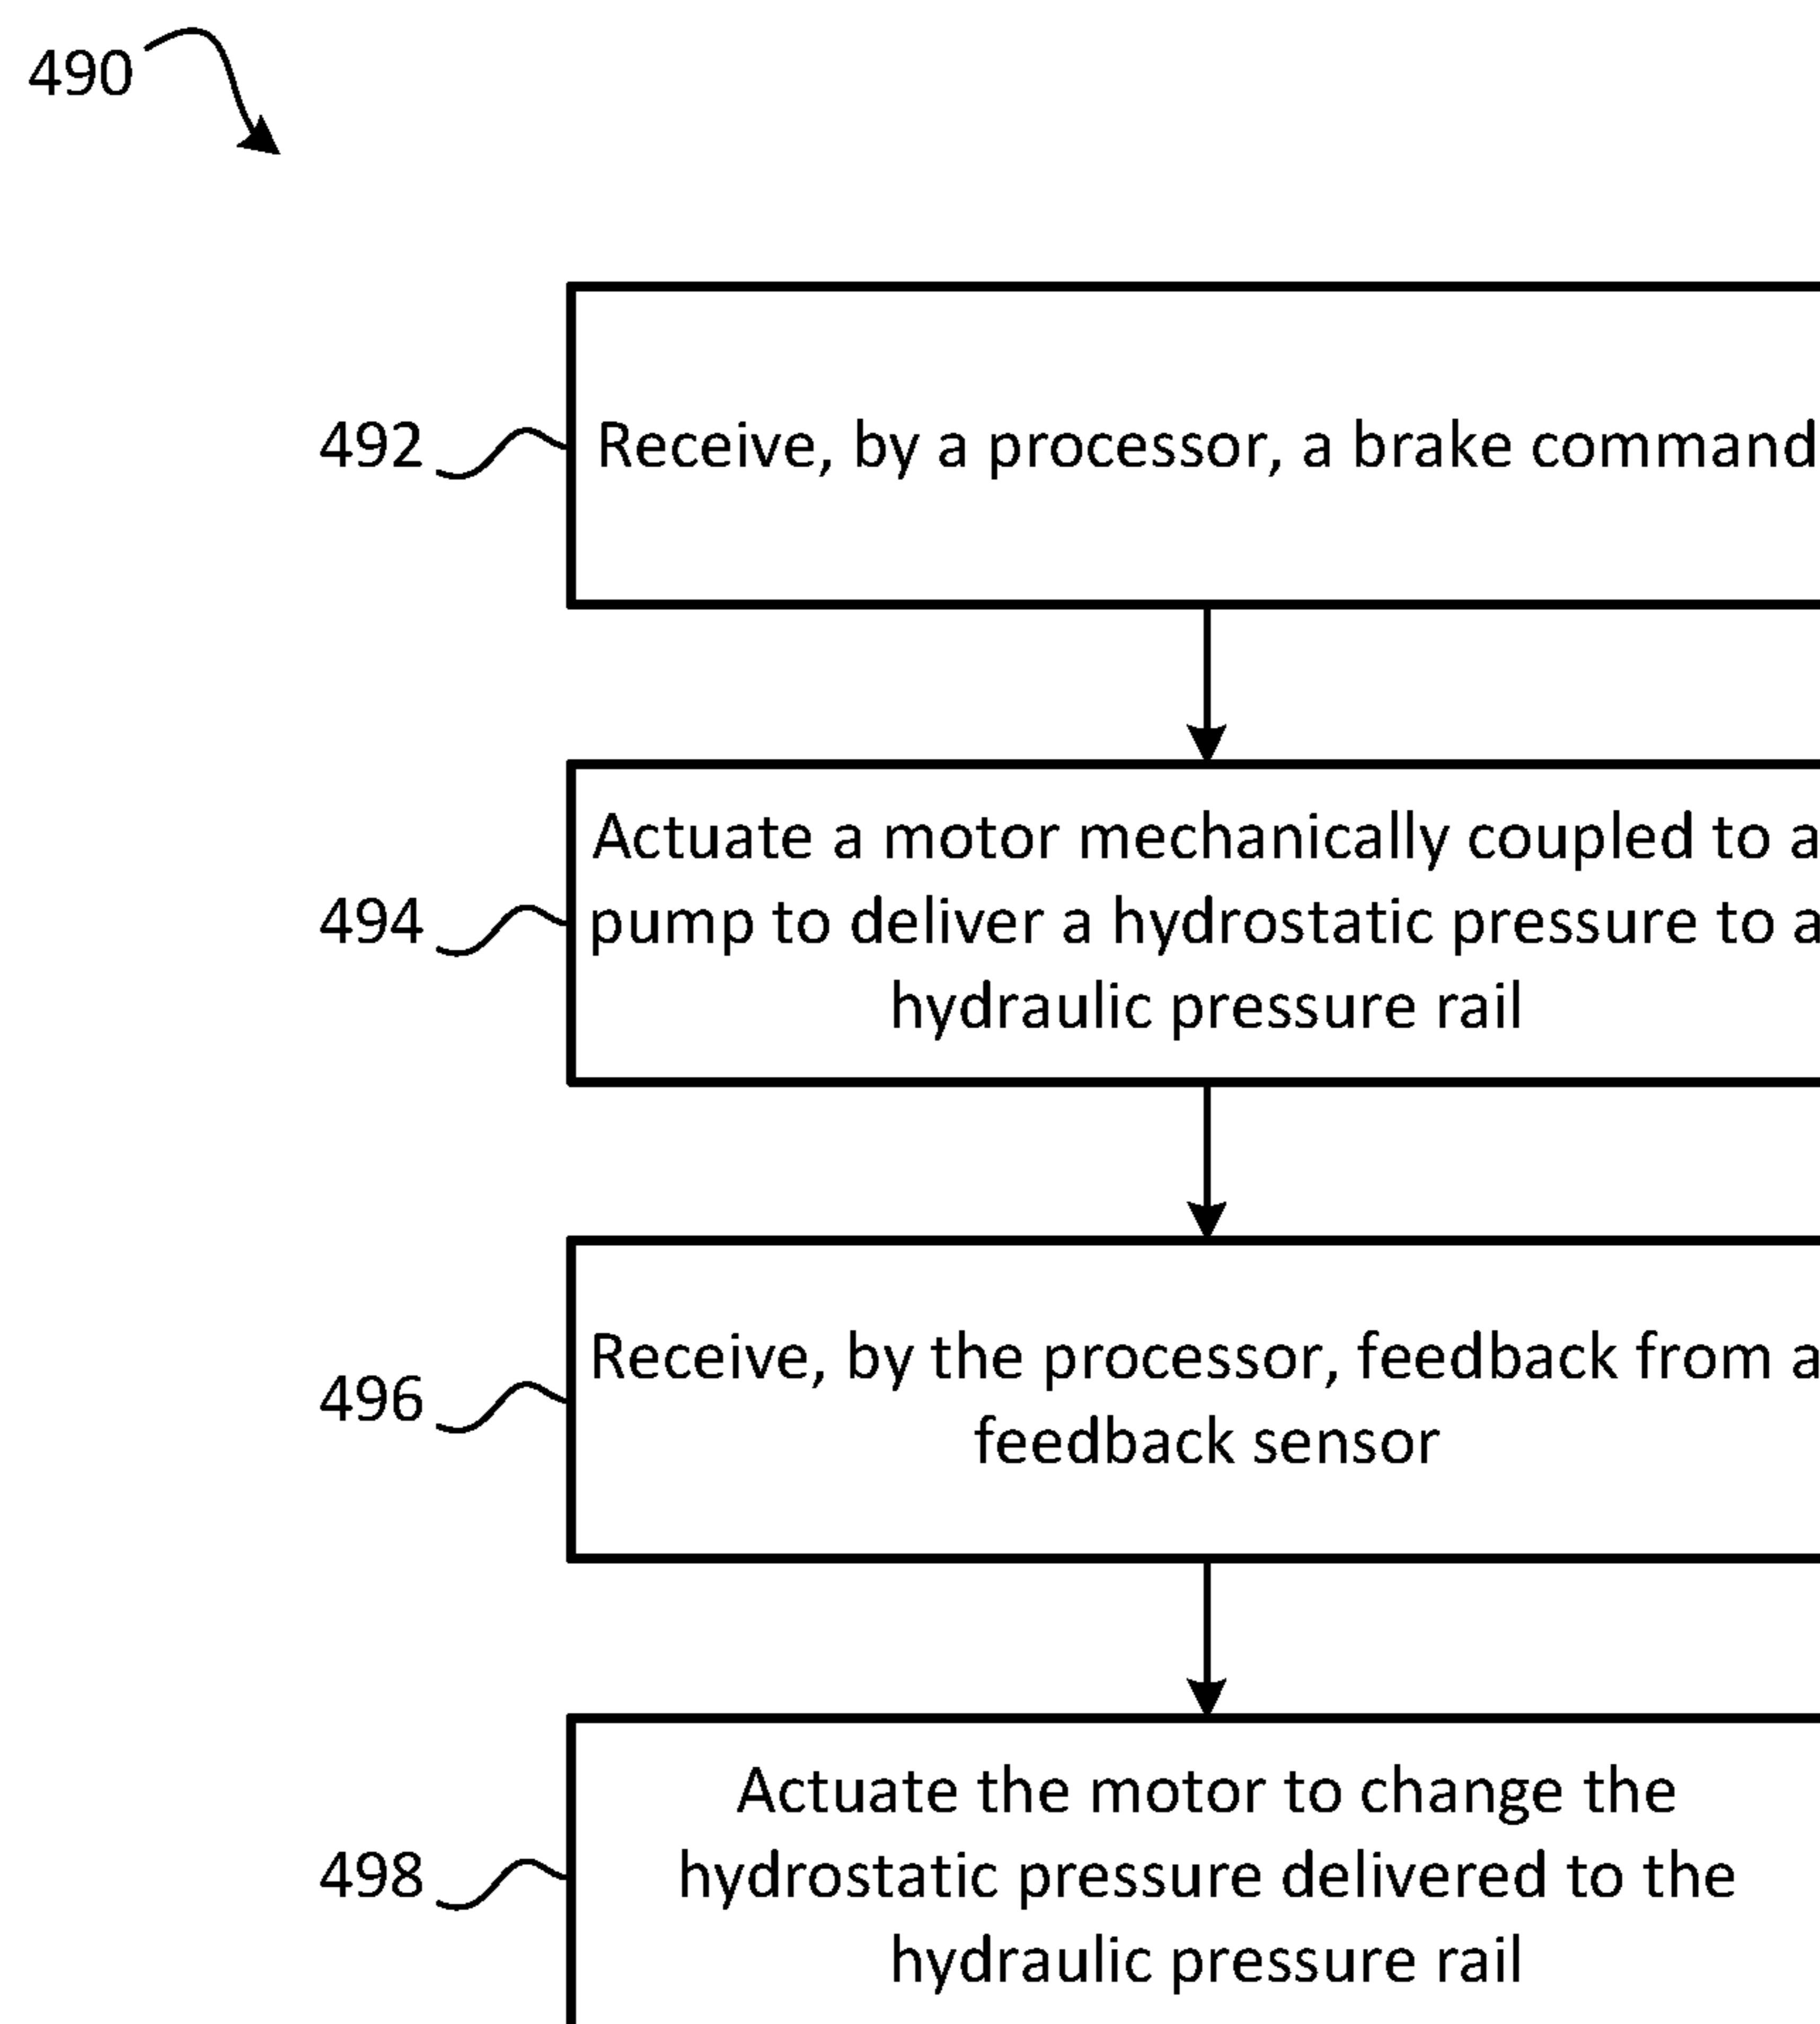 490
492
Receive, by a processor, a brake command
494
Actuate a motor mechanically coupled to a
pump to deliver a hydrostatic pressure to a
hydraulic pressure rail
496
Receive, by the processor, feedback from a
feedback sensor
498
Actuate the motor to change the
hydrostatic pressure delivered to the
hydraulic pressure rail